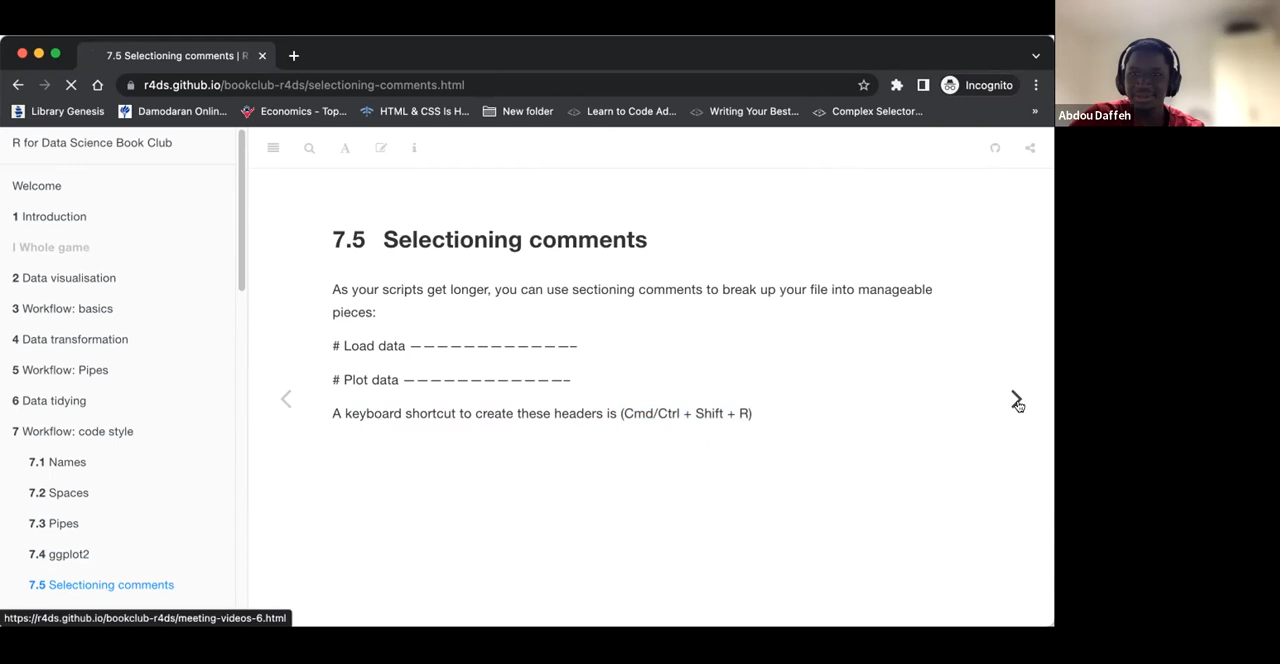 7.5 Selectioning comments | R
r4ds.github.io/bookclub-r4ds/selectioning-comments.html
Incognito
Library Genesis
Damodaran Onlin...
Economics - Top...
HTML & CSS Is H...
New folder
Learn to Code Ad...
Writing Your Best...
Complex Selector...
»
Abdou Daffeh
R for Data Science Book Club
Welcome
1 Introduction
I Whole game
2 Data visualisation
3 Workflow: basics
4 Data transformation
5 Workflow: Pipes
6 Data tidying
7 Workflow: code style
7.1 Names
7.2 Spaces
7.3 Pipes
7.4 ggplot2
7.5 Selectioning comments
7.5 Selectioning comments
As your scripts get longer, you can use sectioning comments to break up your file into manageable
pieces:
# Load data — — — — — — — — — — — — –
# Plot data — — — — — — — — — — — — –
A keyboard shortcut to create these headers is (Cmd/Ctrl + Shift + R)
https://r4ds.github.io/bookclub-r4ds/meeting-videos-6.html